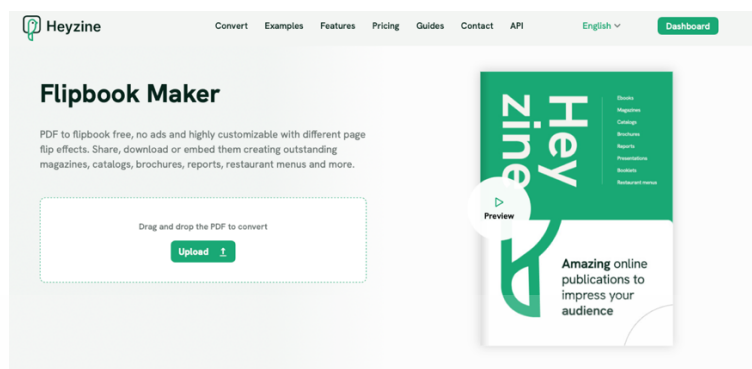 Heyzine
Convert Examples Features Pricing Guides Contact API English Dashboard
Flipbook Maker
PDF to flipbook free, no ads and highly customizable with different page
flip effects. Share, download or embed them creating outstanding
magazines, catalogs, brochures, reports, restaurant menus and more.
Drag and drop the PDF to convert
Upload
Hey
zine
Ebooks
Magazines
Catalogs
Brochures
Reports
Presentations
Booklets
Restaurant menus
Preview
Amazing online
publications to
impress your
audience